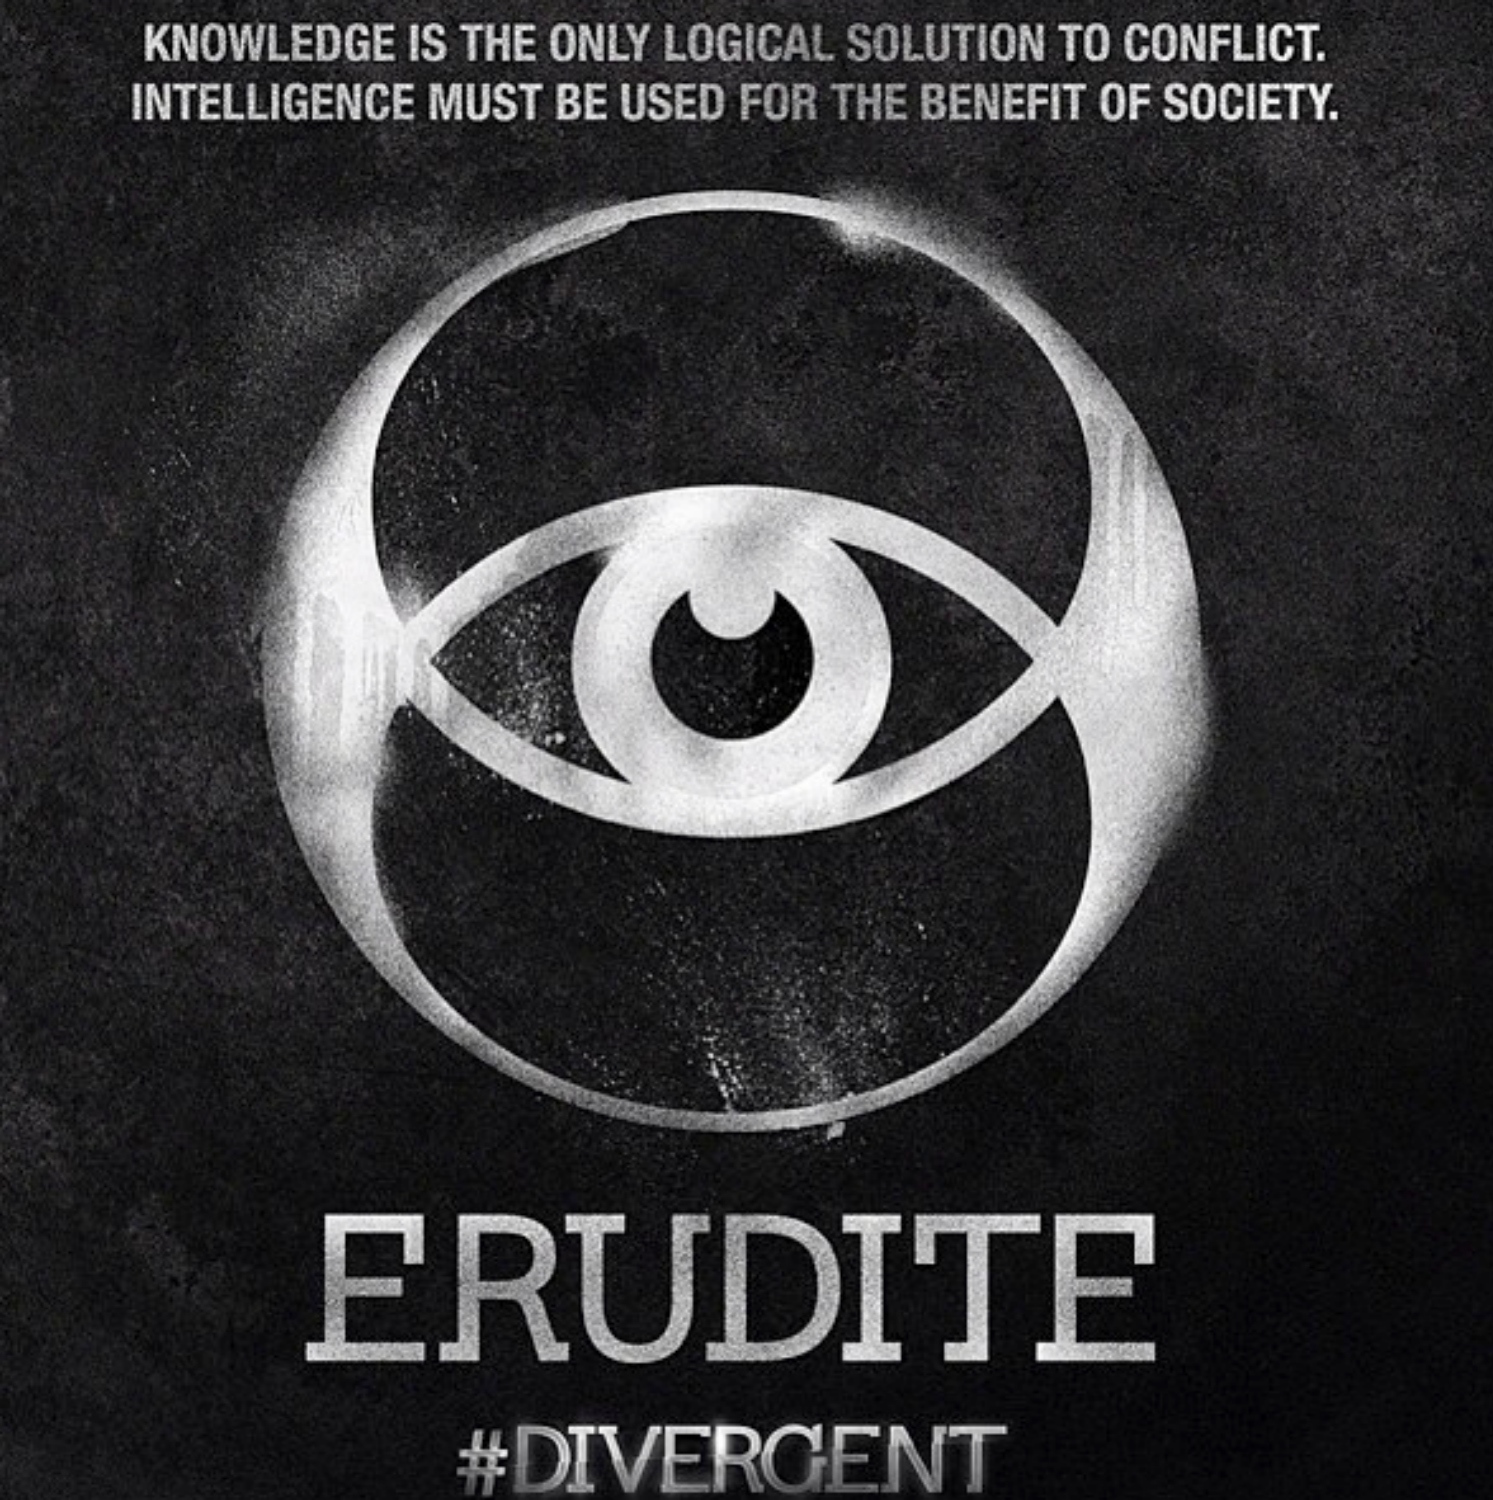 KNOWLEDGE IS THE ONLY LOGICAL SOLUTION TO CONFLICT.
INTELLIGENCE MUST BE USED FOR THE BENEFIT OF SOCIETY.
ERUDITE
#DIVERGENT